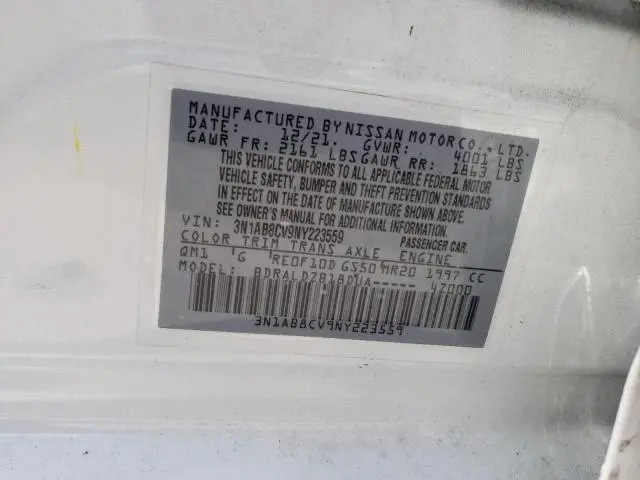 MANUFACTURED BY NISSAN MOTOR CO., LTD.
DATE: 12/21. GVWR: 4001 LBS
GAWR FR: 2161 LBS GAWR RR: 1863 LBS
THIS VEHICLE CONFORMS TO ALL APPLICABLE FEDERAL MOTOR
VEHICLE SAFETY, BUMPER AND THEFT PREVENTION STANDARDS
IN EFFECT ON THE DATE OF MANUFACTURE SHOWN ABOVE.
SEE OWNER'S MANUAL FOR ADDITIONAL INFORMATION.
VIN: 3N1AB8CV9NY223559 PASSENGER CAR.
COLOR TRIM TRANS AXLE ENGINE
QM1 G RE0F10D GS50 MR20 1997 CC
MODEL: BDRALD2B18DUA----- 4Z000
3N1AB8CV9NY223559